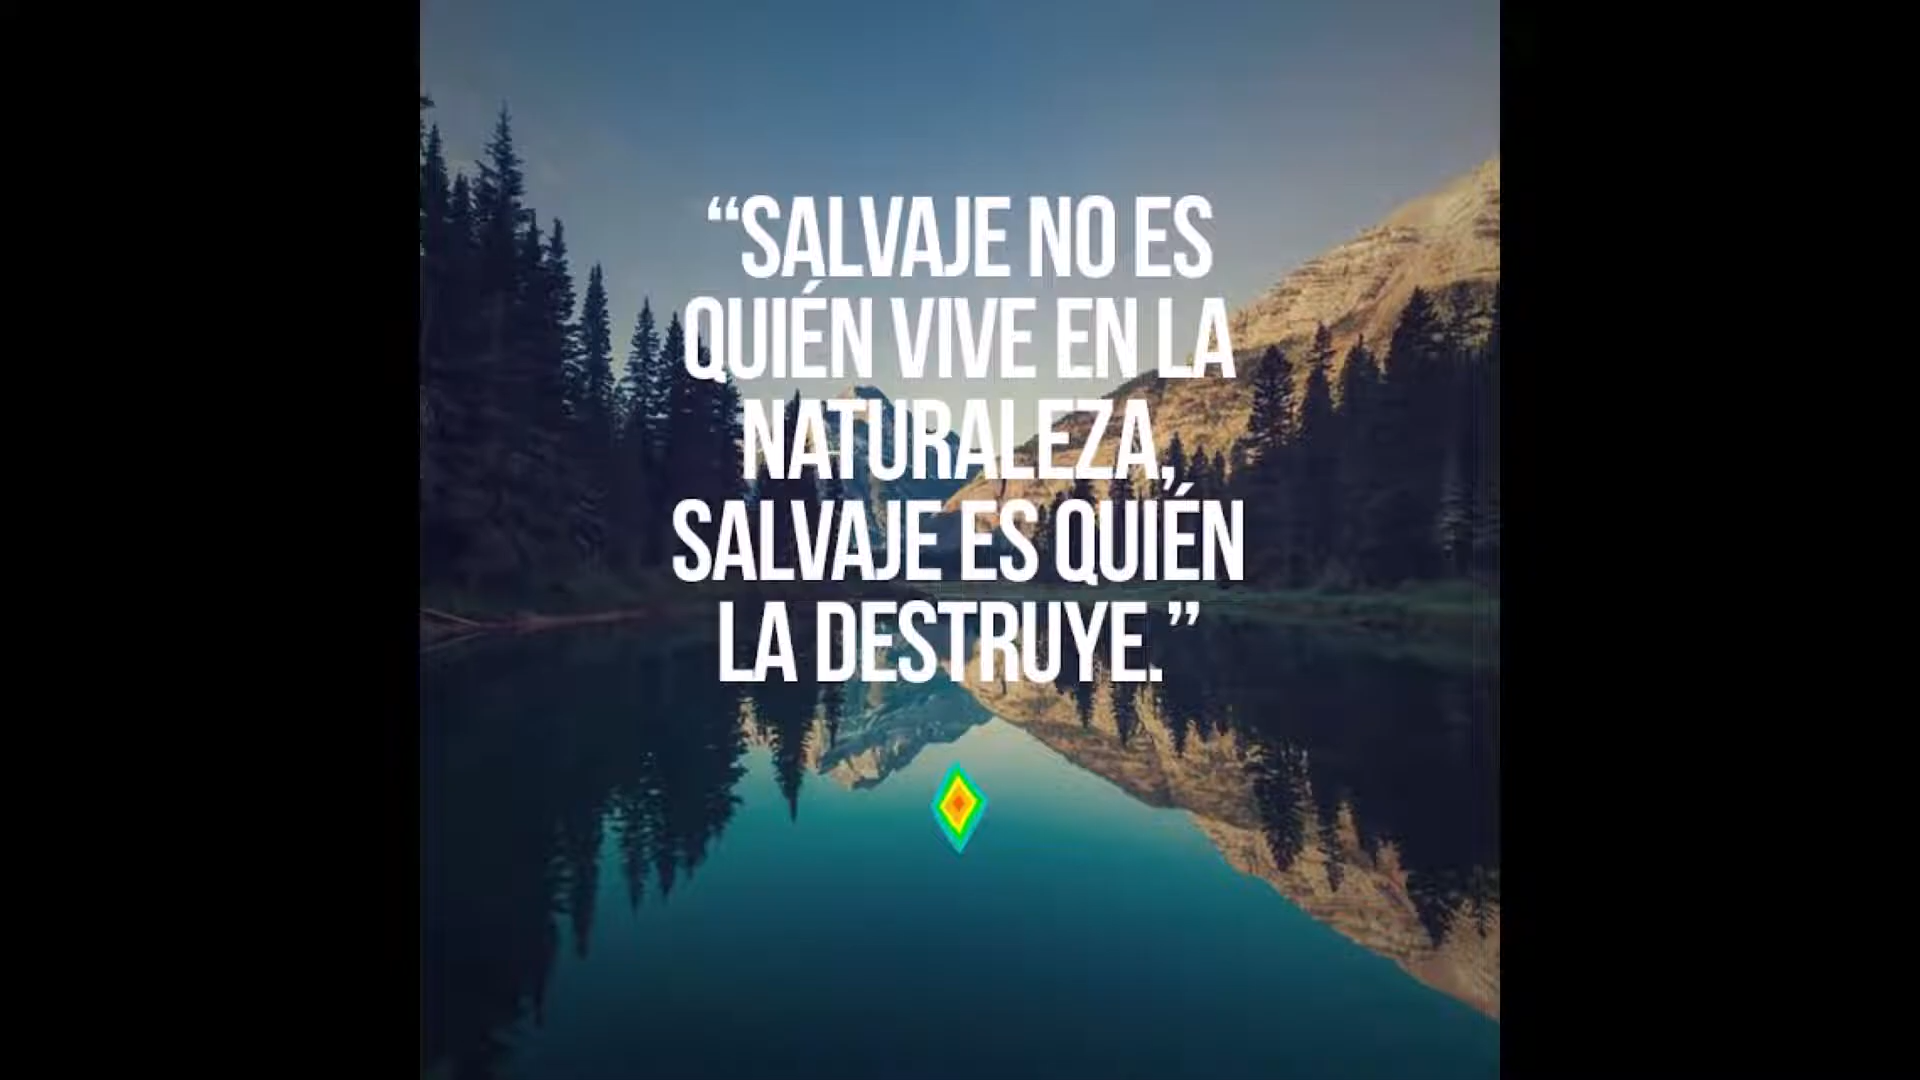 “SALVAJE NO ES
QUIÉN VIVE EN LA
NATURALEZA,
SALVAJE ES QUIÉN
LA DESTRUYE.”